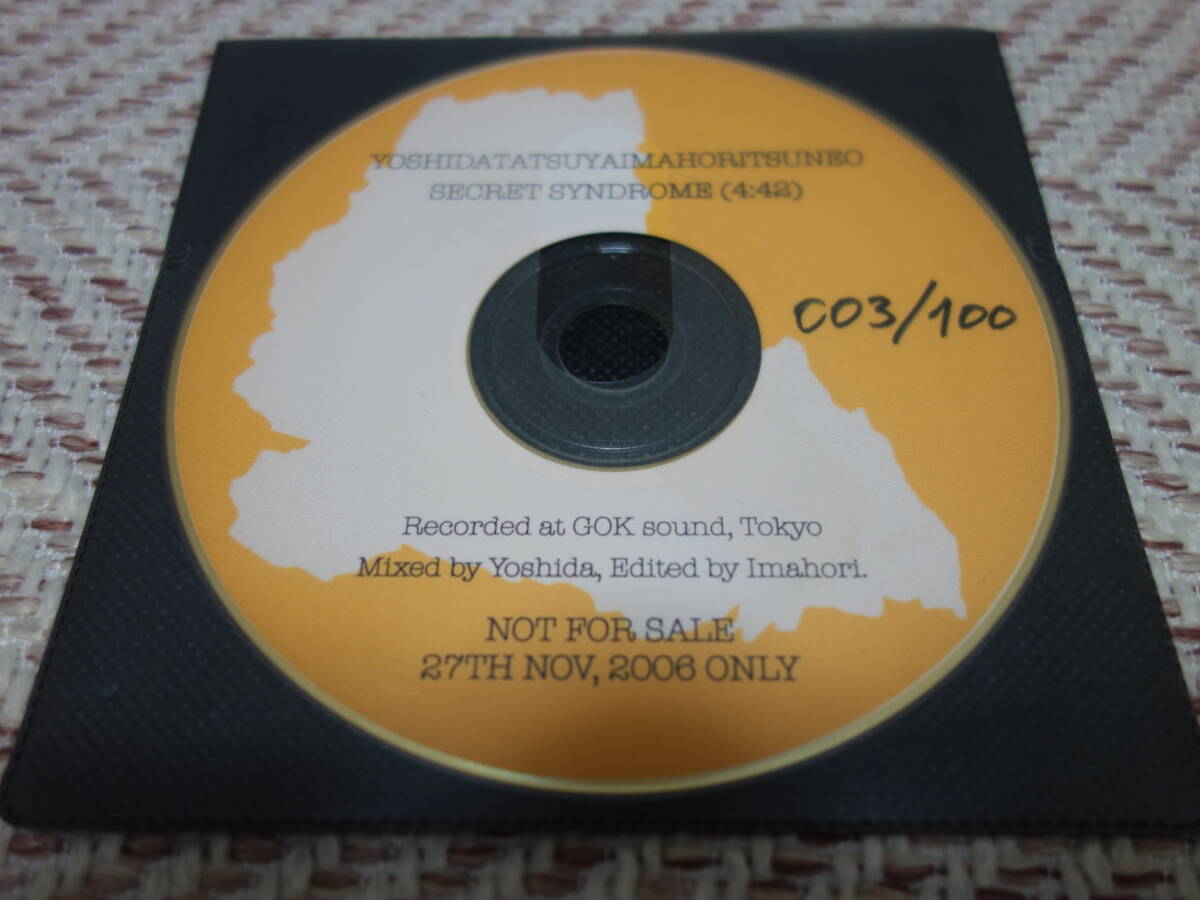 YOSHIDATATSUYAIMAHORITSUNEO
SECRET SYNDROME (4:42)
003/100
Recorded at GOK sound, Tokyo
Mixed by Yoshida, Edited by Imahori.
NOT FOR SALE
27TH NOV, 2006 ONLY